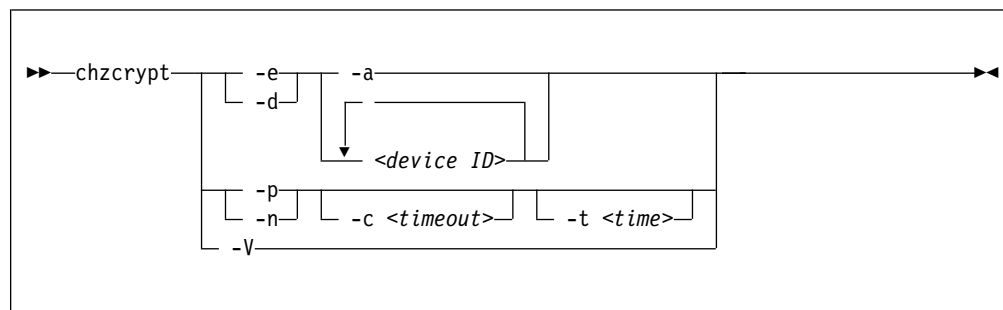 chzcrypt -e -a
-d
<device ID>
-p
-n -c <timeout> -t <time>
-V